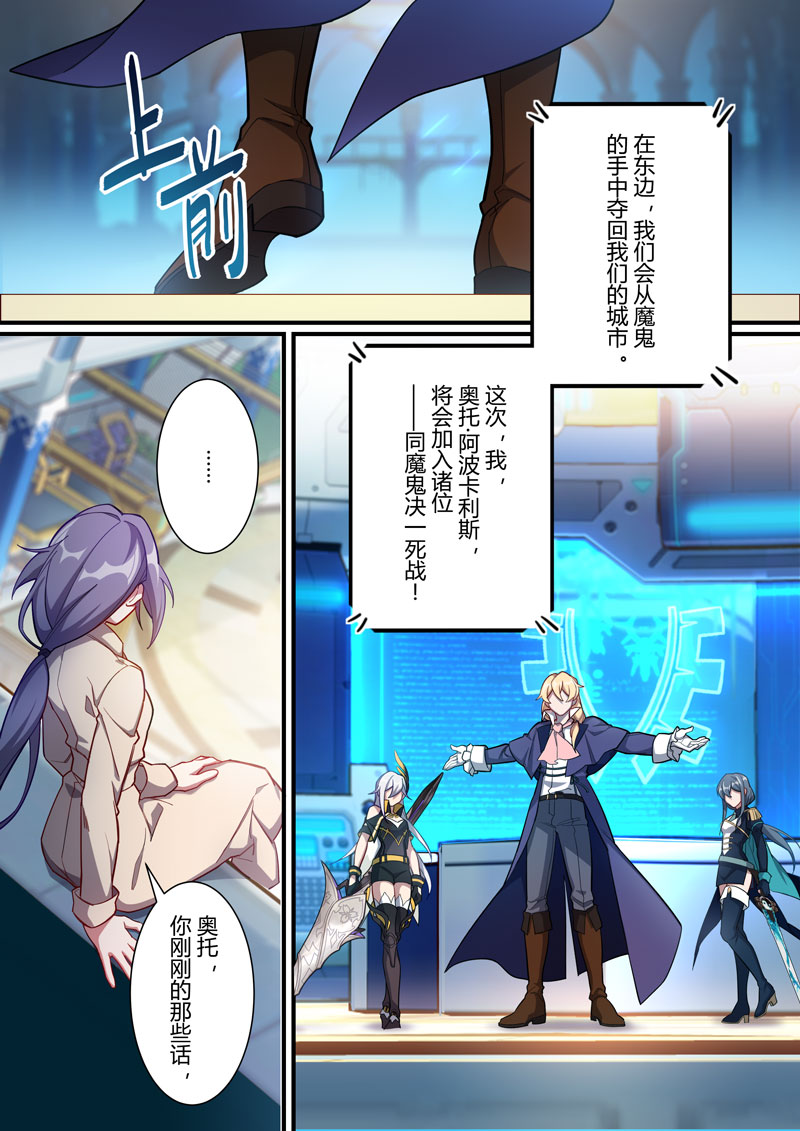 上前
在东边，我们会从魔鬼
的手中夺回我们的城市。
这次，我，
奥托·阿波卡利斯，
将会加入诸位
——同魔鬼决一死战！
……
奥托，
你刚刚的那些话，